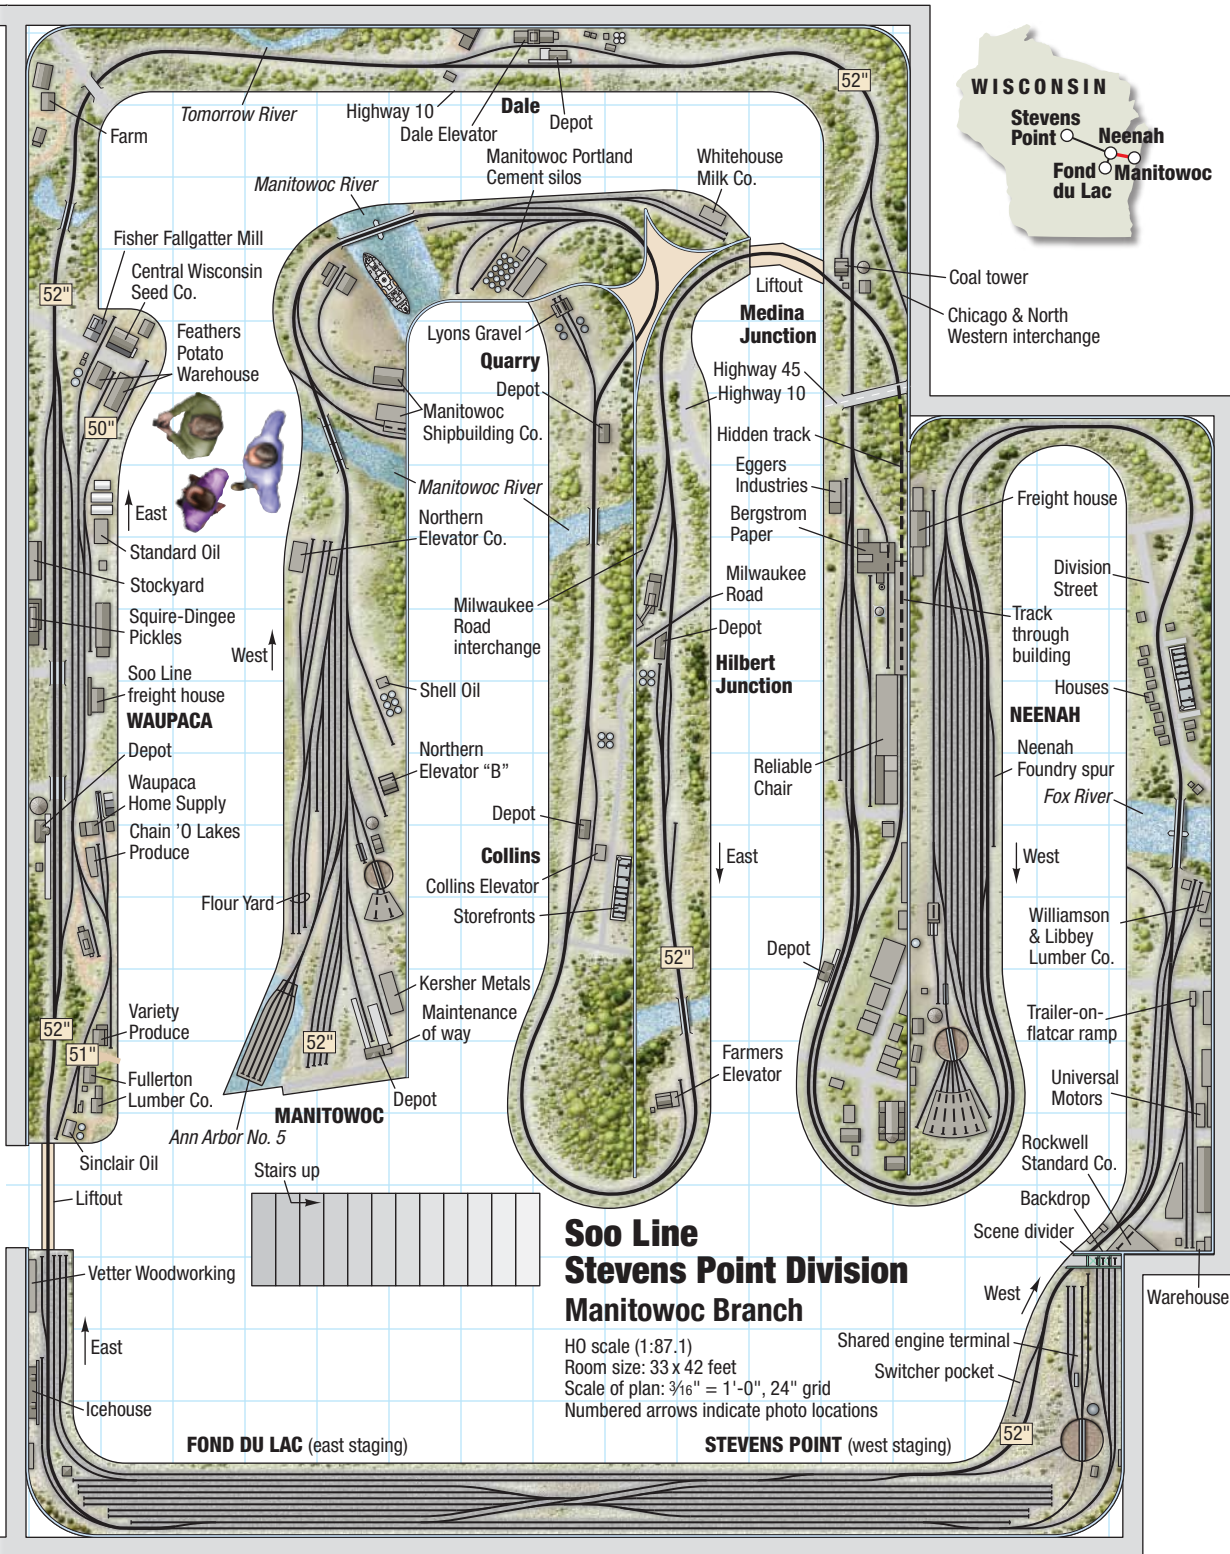 WISCONSIN
Stevens
Point
Neenah
Fond
du Lac
Manitowoc
52"
Tomorrow River
Highway 10
Dale
Dale Elevator
Depot
Farm
Manitowoc Portland
Cement silos
Whitehouse
Milk Co.
Manitowoc River
Fisher Fallgatter Mill
Central Wisconsin
Seed Co.
52"
Feathers
Potato
Warehouse
Liftout
Coal tower
Chicago & North
Western interchange
Medina
Junction
Lyons Gravel
Quarry
Depot
Highway 45
Highway 10
Manitowoc
Shipbuilding Co.
50"
Hidden track
Eggers
Industries
Manitowoc River
East
Northern
Elevator Co.
Bergstrom
Paper
Freight house
Standard Oil
Stockyard
Division
Street
Squire-Dingee
Pickles
Milwaukee
Road
interchange
Milwaukee
Road
Depot
Track
through
building
West
Soo Line
freight house
WAUPACA
Shell Oil
Hilbert
Junction
Houses
NEENAH
Depot
Northern
Elevator "B"
Neenah
Foundry spur
Waupaca
Home Supply
Reliable
Chair
Fox River
Chain 'O Lakes
Produce
Depot
Collins
Collins Elevator
East
West
Flour Yard
Storefronts
Williamson
& Libbey
Lumber Co.
52"
Depot
Kersher Metals
Maintenance
of way
Variety
Produce
52"
51"
52"
Trailer-on-
flatcar ramp
Farmers
Elevator
Fullerton
Lumber Co.
Universal
Motors
MANITOWOC
Depot
Ann Arbor No. 5
Sinclair Oil
Rockwell
Standard Co.
Stairs up
Liftout
Backdrop
Scene divider
Soo Line
Stevens Point Division
Manitowoc Branch
Vetter Woodworking
West
Warehouse
East
HO scale (1:87.1)
Room size: 33 x 42 feet
Scale of plan: 3/16" = 1'-0", 24" grid
Numbered arrows indicate photo locations
Shared engine terminal
Switcher pocket
Icehouse
52"
FOND DU LAC (east staging)
STEVENS POINT (west staging)